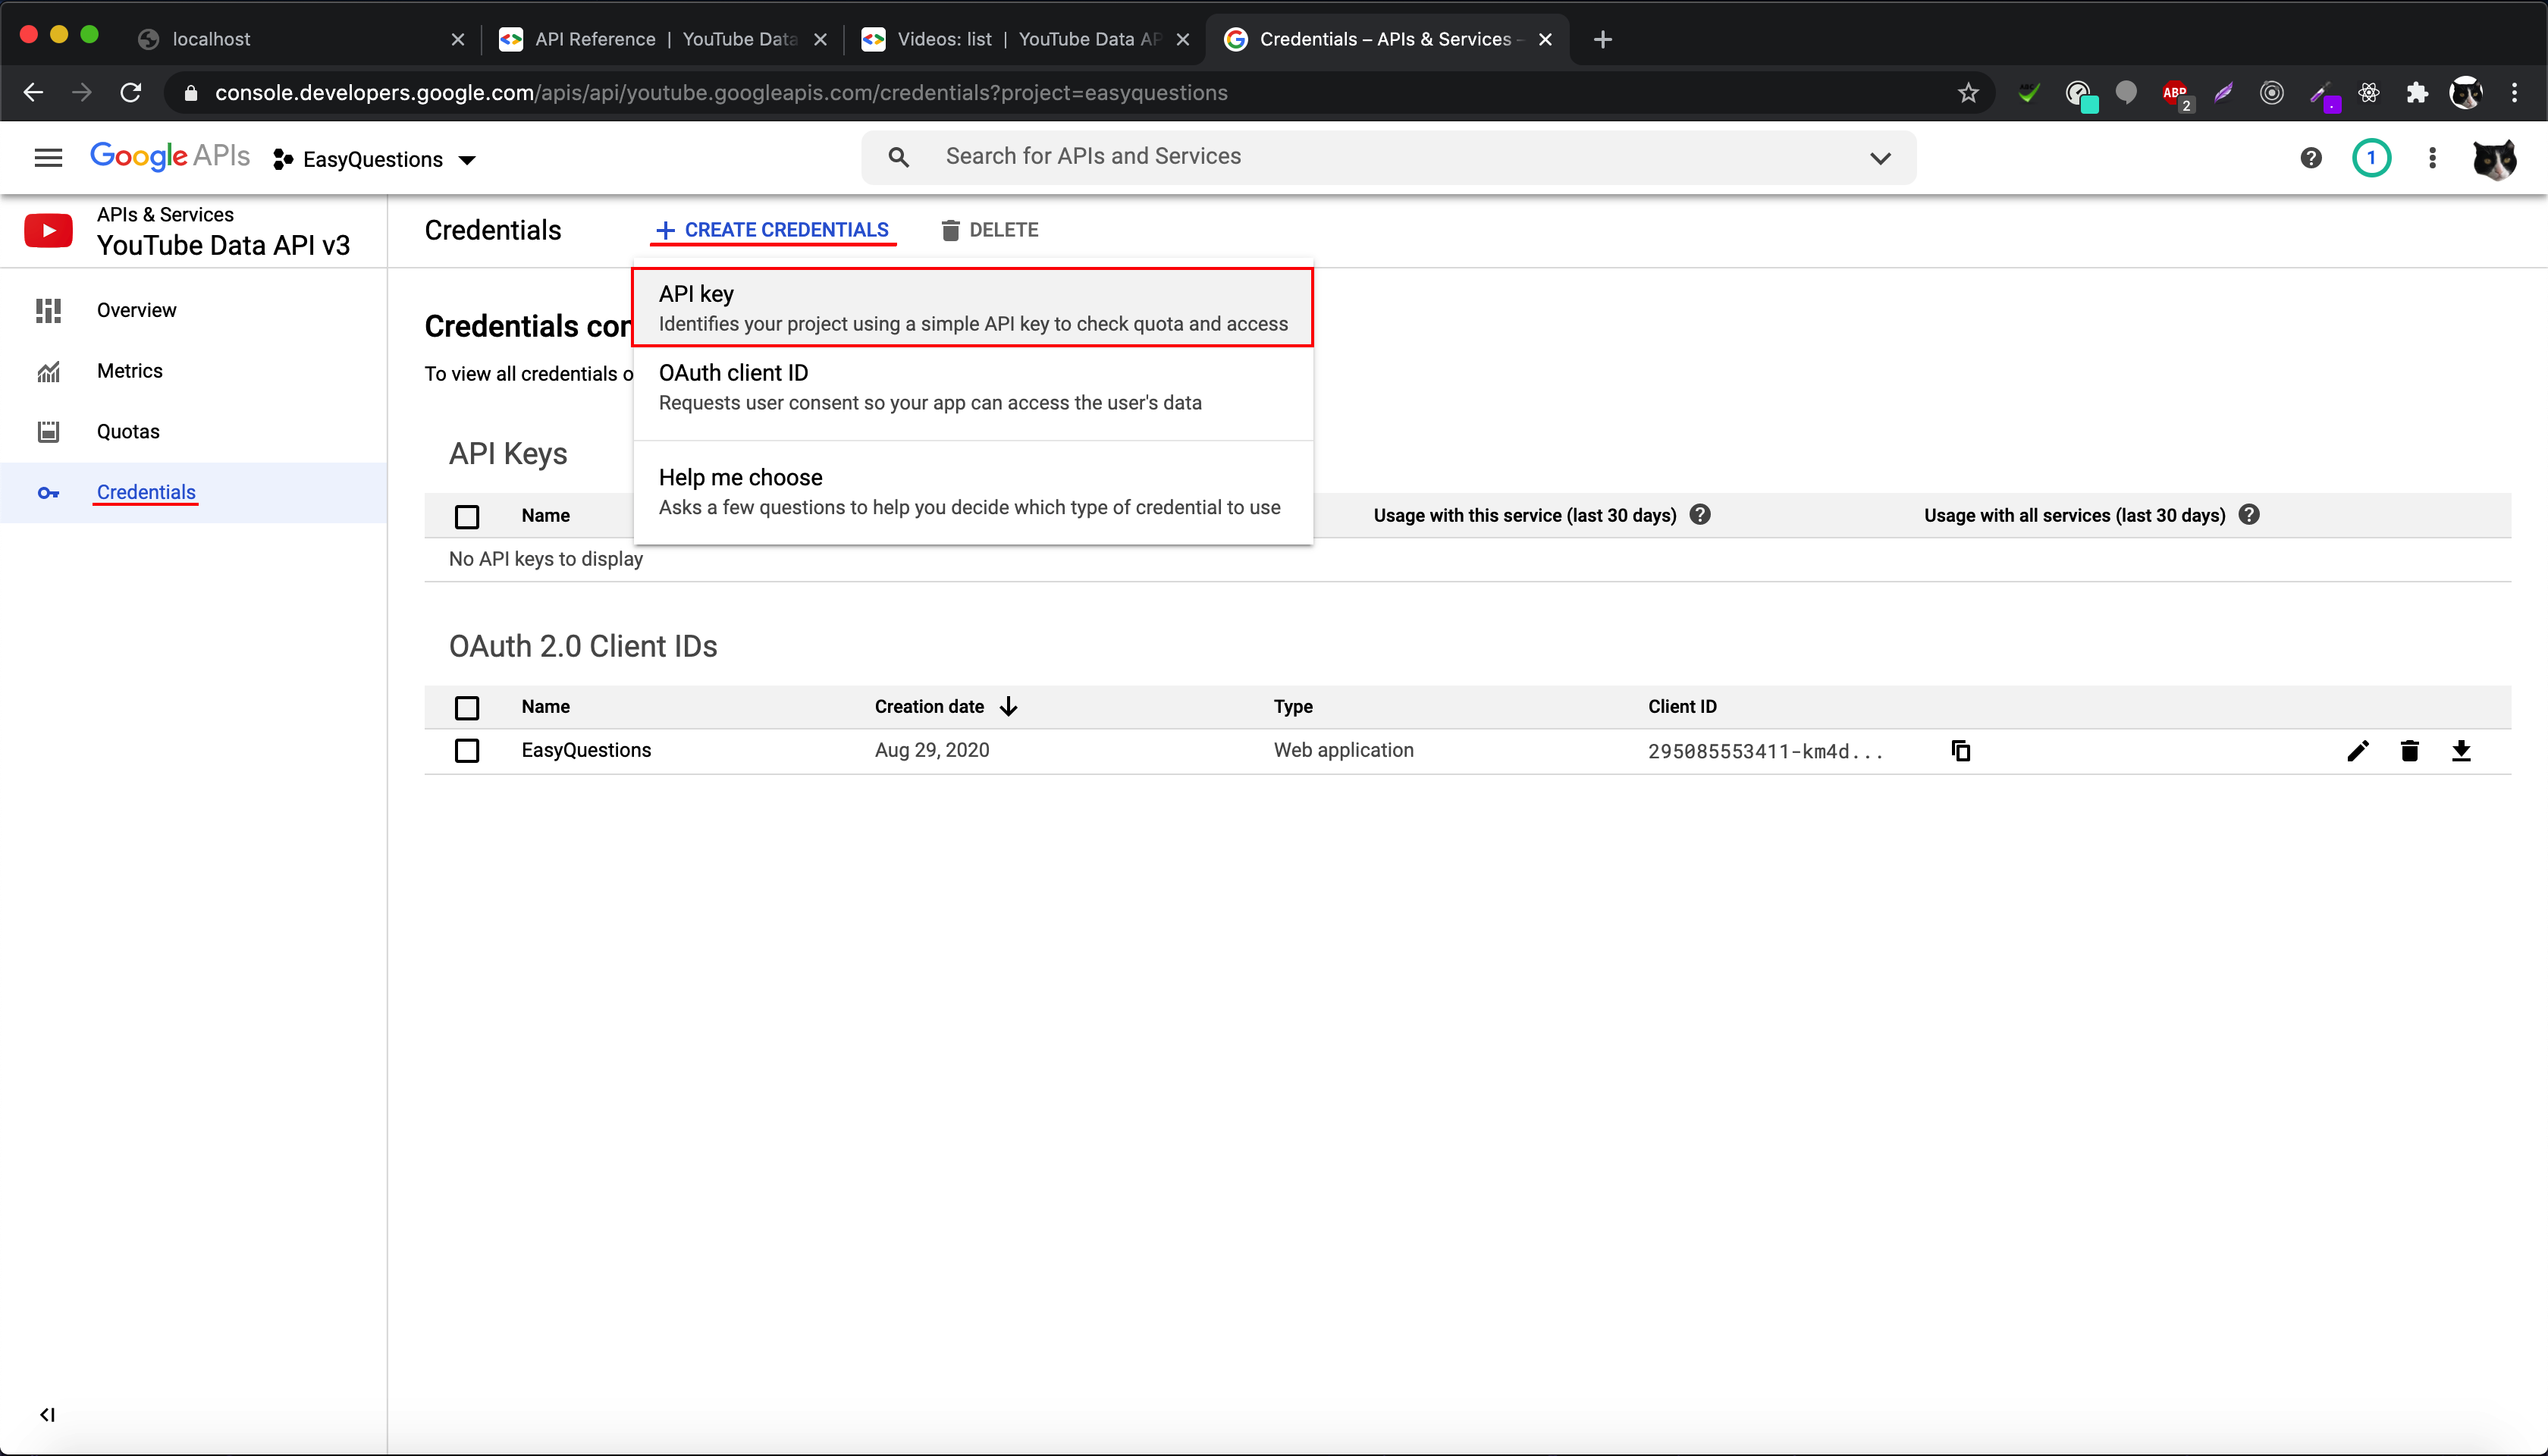 localhost
API Reference | YouTube Data
Videos: list | YouTube Data AP
Credentials – APIs & Services –
console.developers.google.com/apis/api/youtube.googleapis.com/credentials?project=easyquestions
ABP
2
Google APIs
EasyQuestions
Search for APIs and Services
1
APIs & Services
YouTube Data API v3
Credentials
CREATE CREDENTIALS
DELETE
Overview
Metrics
Quotas
Credentials
API key
Identifies your project using a simple API key to check quota and access
OAuth client ID
Requests user consent so your app can access the user's data
Help me choose
Asks a few questions to help you decide which type of credential to use
Credentials
To view all credentials
API Keys
Name
Usage with this service (last 30 days)
Usage with all services (last 30 days)
No API keys to display
OAuth 2.0 Client IDs
Name Creation date Type Client ID
EasyQuestions Aug 29, 2020 Web application 295085553411-km4d...